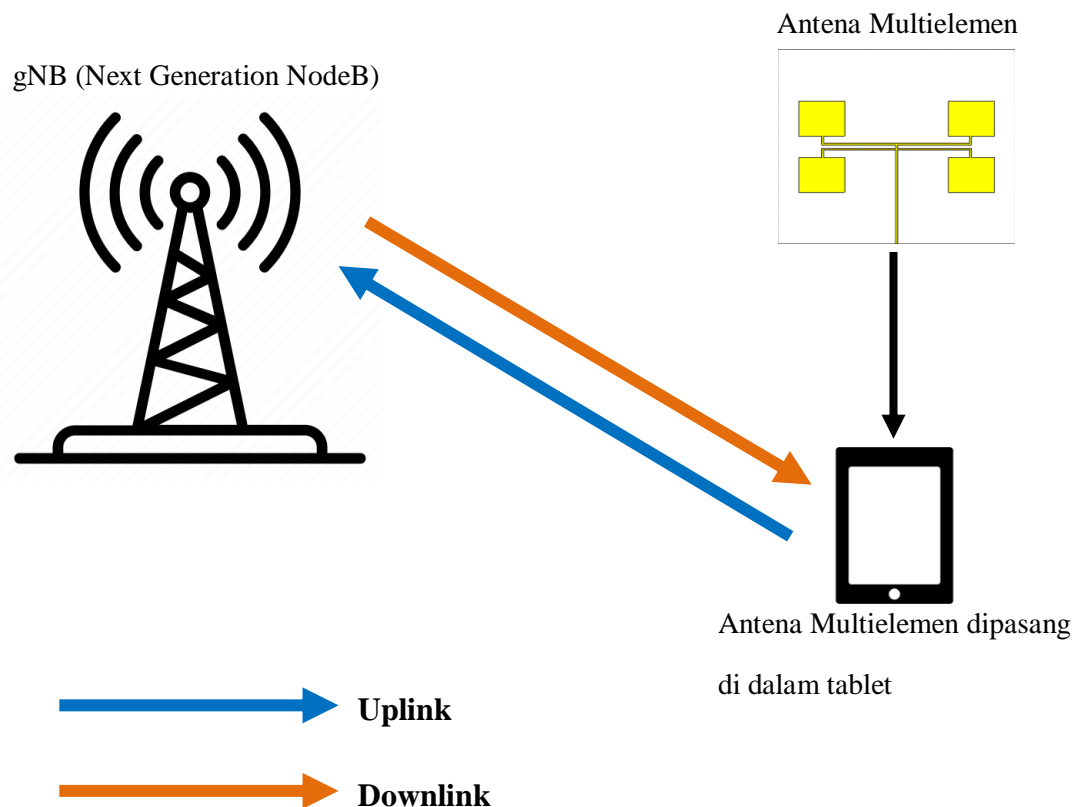 Antena Multielemen
gNB (Next Generation NodeB)
Antena Multielemen dipasang
di dalam tablet
Uplink
Downlink